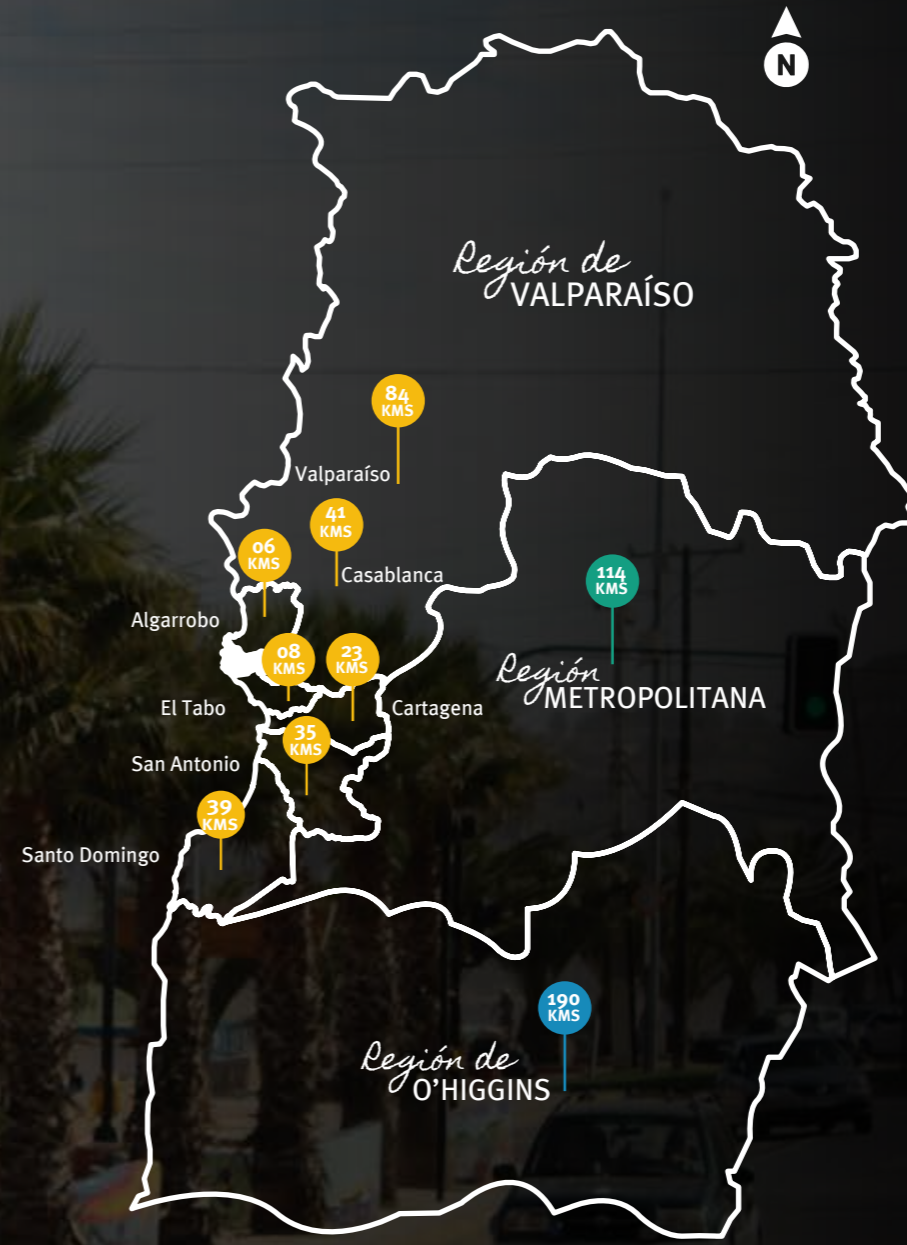 N
Región de
VALPARAÍSO
84
KMS
Valparaíso
41
KMS
06
KMS
Casablanca
114
KMS
Algarrobo
08
KMS
23
KMS
Región
METROPOLITANA
El Tabo
Cartagena
35
KMS
San Antonio
39
KMS
Santo Domingo
190
KMS
Región de
O'HIGGINS